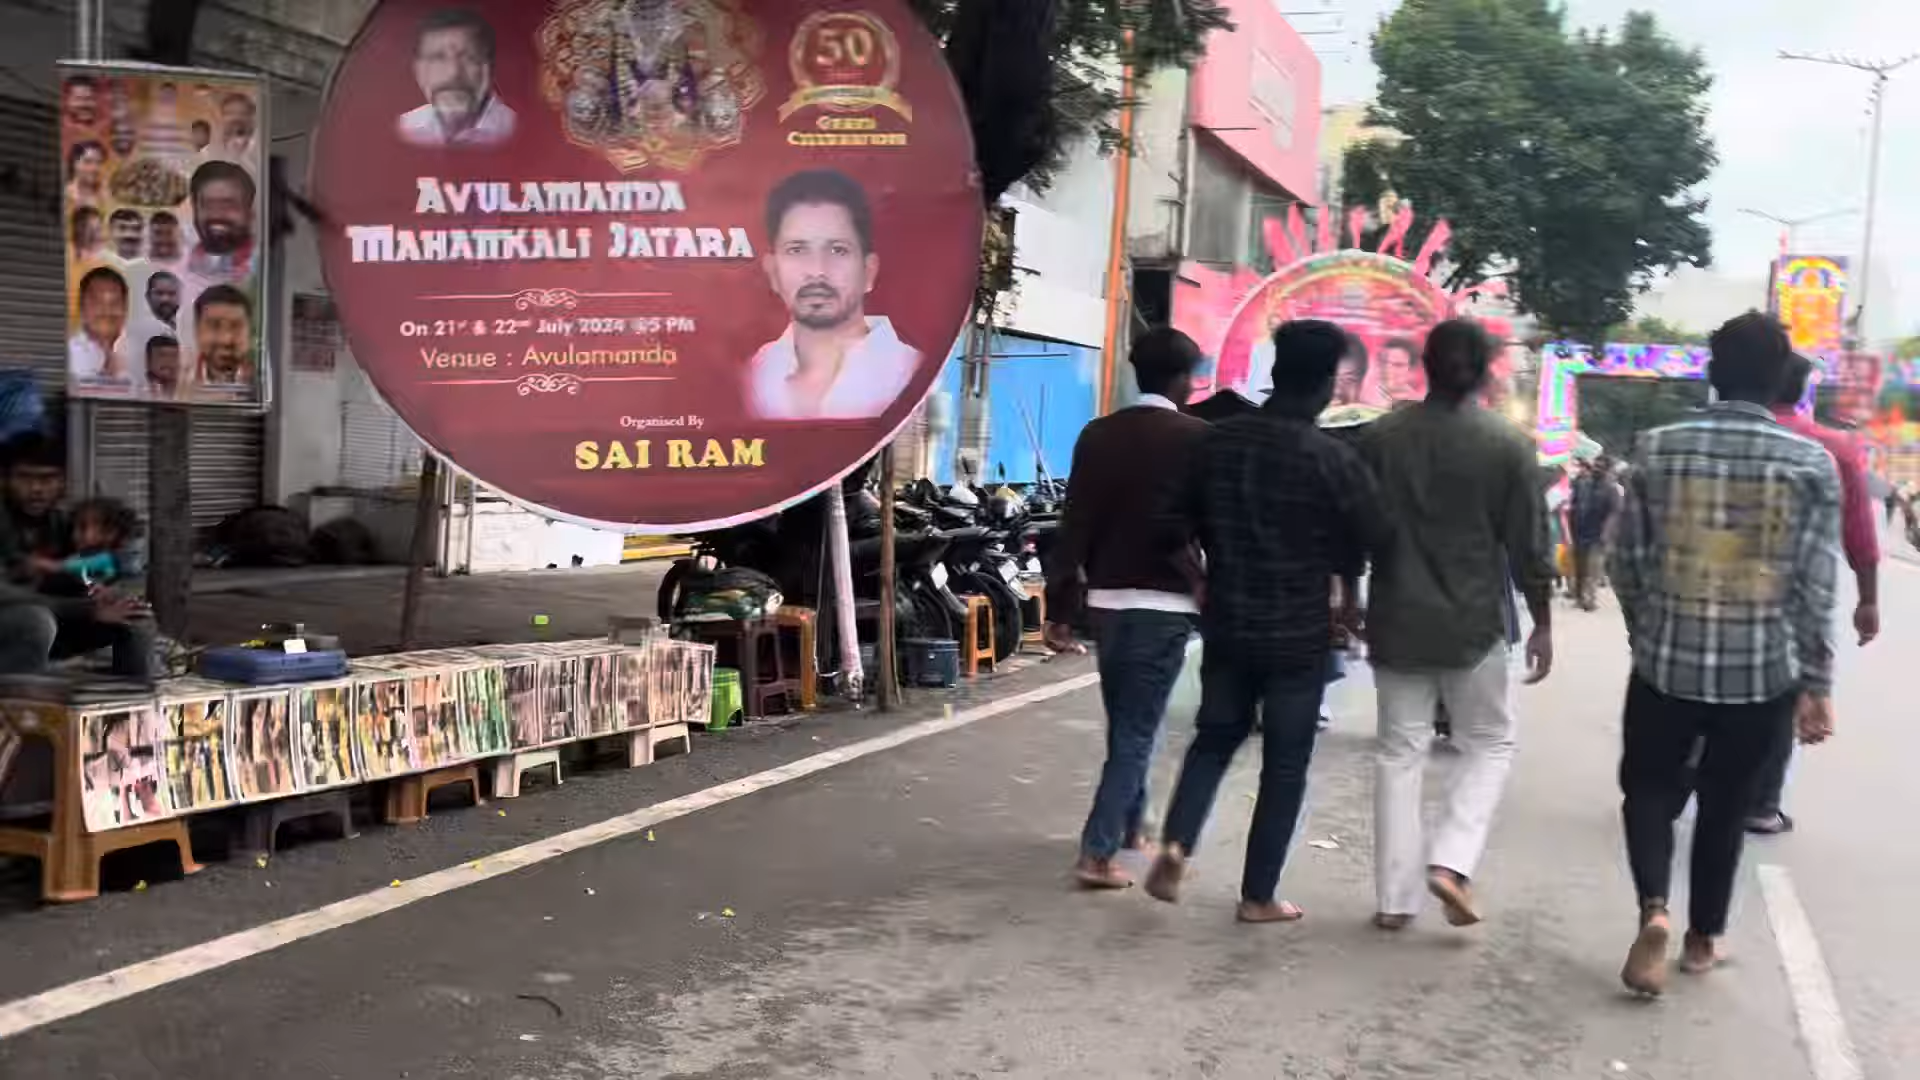 50
AVULAMANDA
MAHANKALI JATARA
On 21st & 22nd July 2024 @5 PM
Venue : Avulamanda
Organised By
SAI RAM